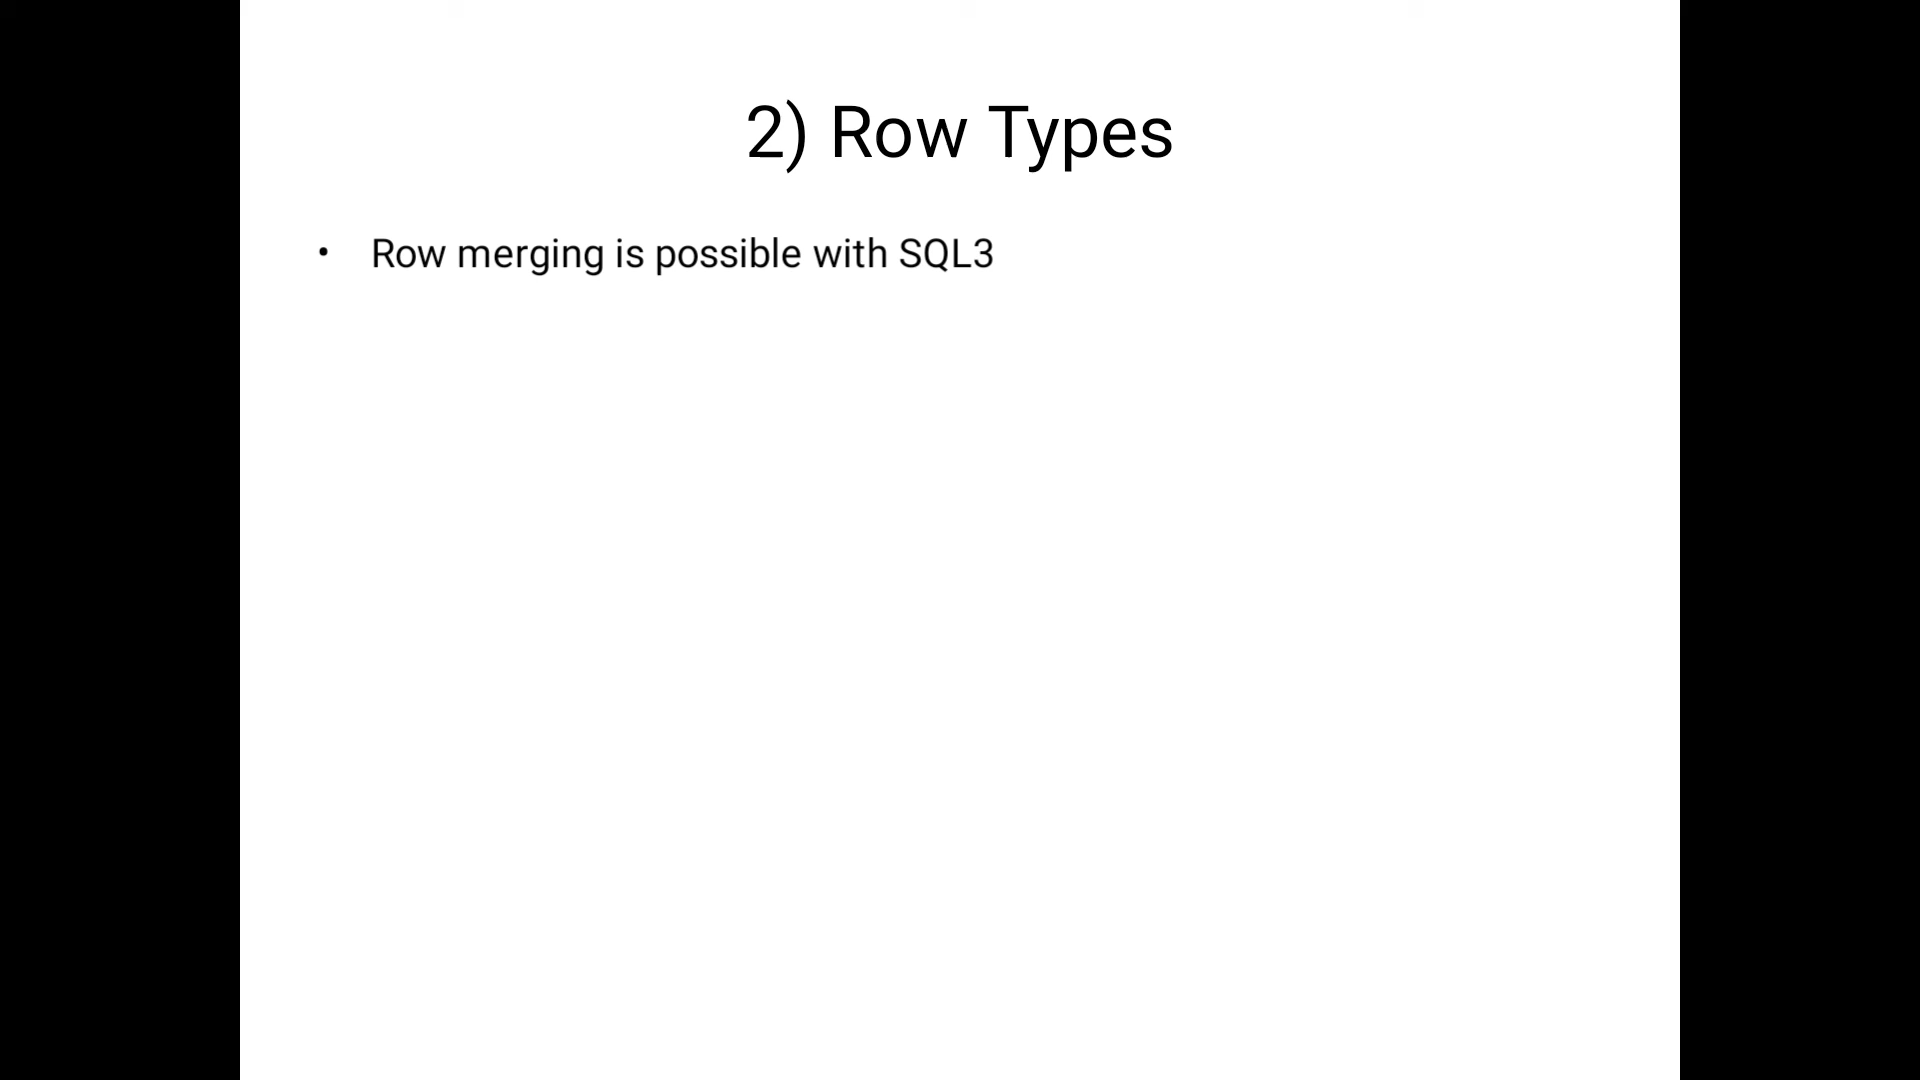 2) Row Types
• Row merging is possible with SQL3